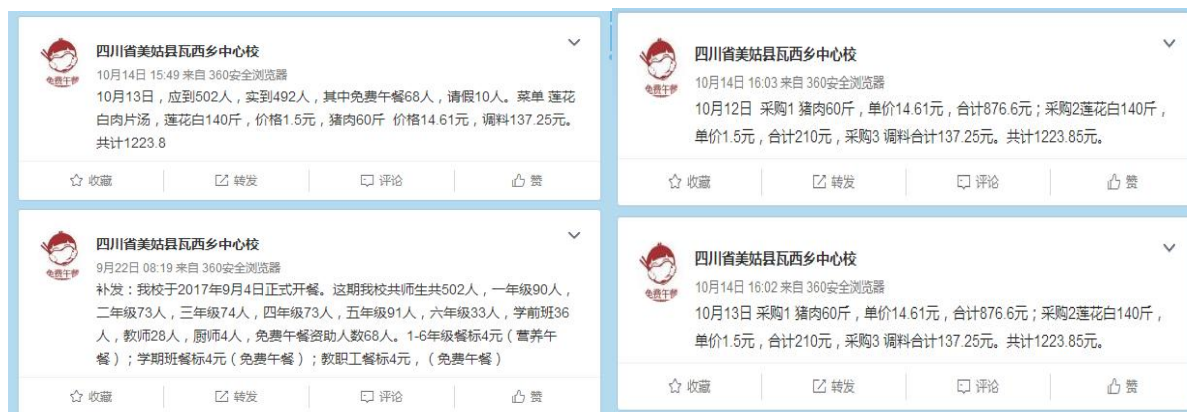 四川省美姑县瓦西乡中心校
10月14日 15:49 来自 360安全浏览器
10月13日，应到502人，实到492人，其中免费午餐68人，请假10人。菜单 莲花
白肉片汤，莲花白140斤，价格1.5元，猪肉60斤 价格14.61元，调料137.25元。
共计1223.8
免费午餐
收藏
转发
评论
赞
四川省美姑县瓦西乡中心校
9月22日 08:19 来自 360安全浏览器
补发：我校于2017年9月4日正式开餐。这期我校共师生共502人，一年级90人，
二年级73人，三年级74人，四年级73人，五年级91人，六年级33人，学前班36
人，教师28人，厨师4人，免费午餐资助人数68人。1-6年级餐标4元（营养午
餐）；学期班餐标4元（免费午餐）；教职工餐标4元，（免费午餐）
免费午餐
收藏
转发
评论
赞
四川省美姑县瓦西乡中心校
10月14日 16:03 来自 360安全浏览器
10月12日 采购1 猪肉60斤，单价14.61元，合计876.6元；采购2莲花白140斤，
单价1.5元，合计210元，采购3 调料合计137.25元。共计1223.85元。
免费午餐
收藏
转发
评论
赞
四川省美姑县瓦西乡中心校
10月14日 16:02 来自 360安全浏览器
10月13日 采购1 猪肉60斤，单价14.61元，合计876.6元；采购2莲花白140斤，
单价1.5元，合计210元，采购3 调料合计137.25元。共计1223.85元。
免费午餐
收藏
转发
评论
赞